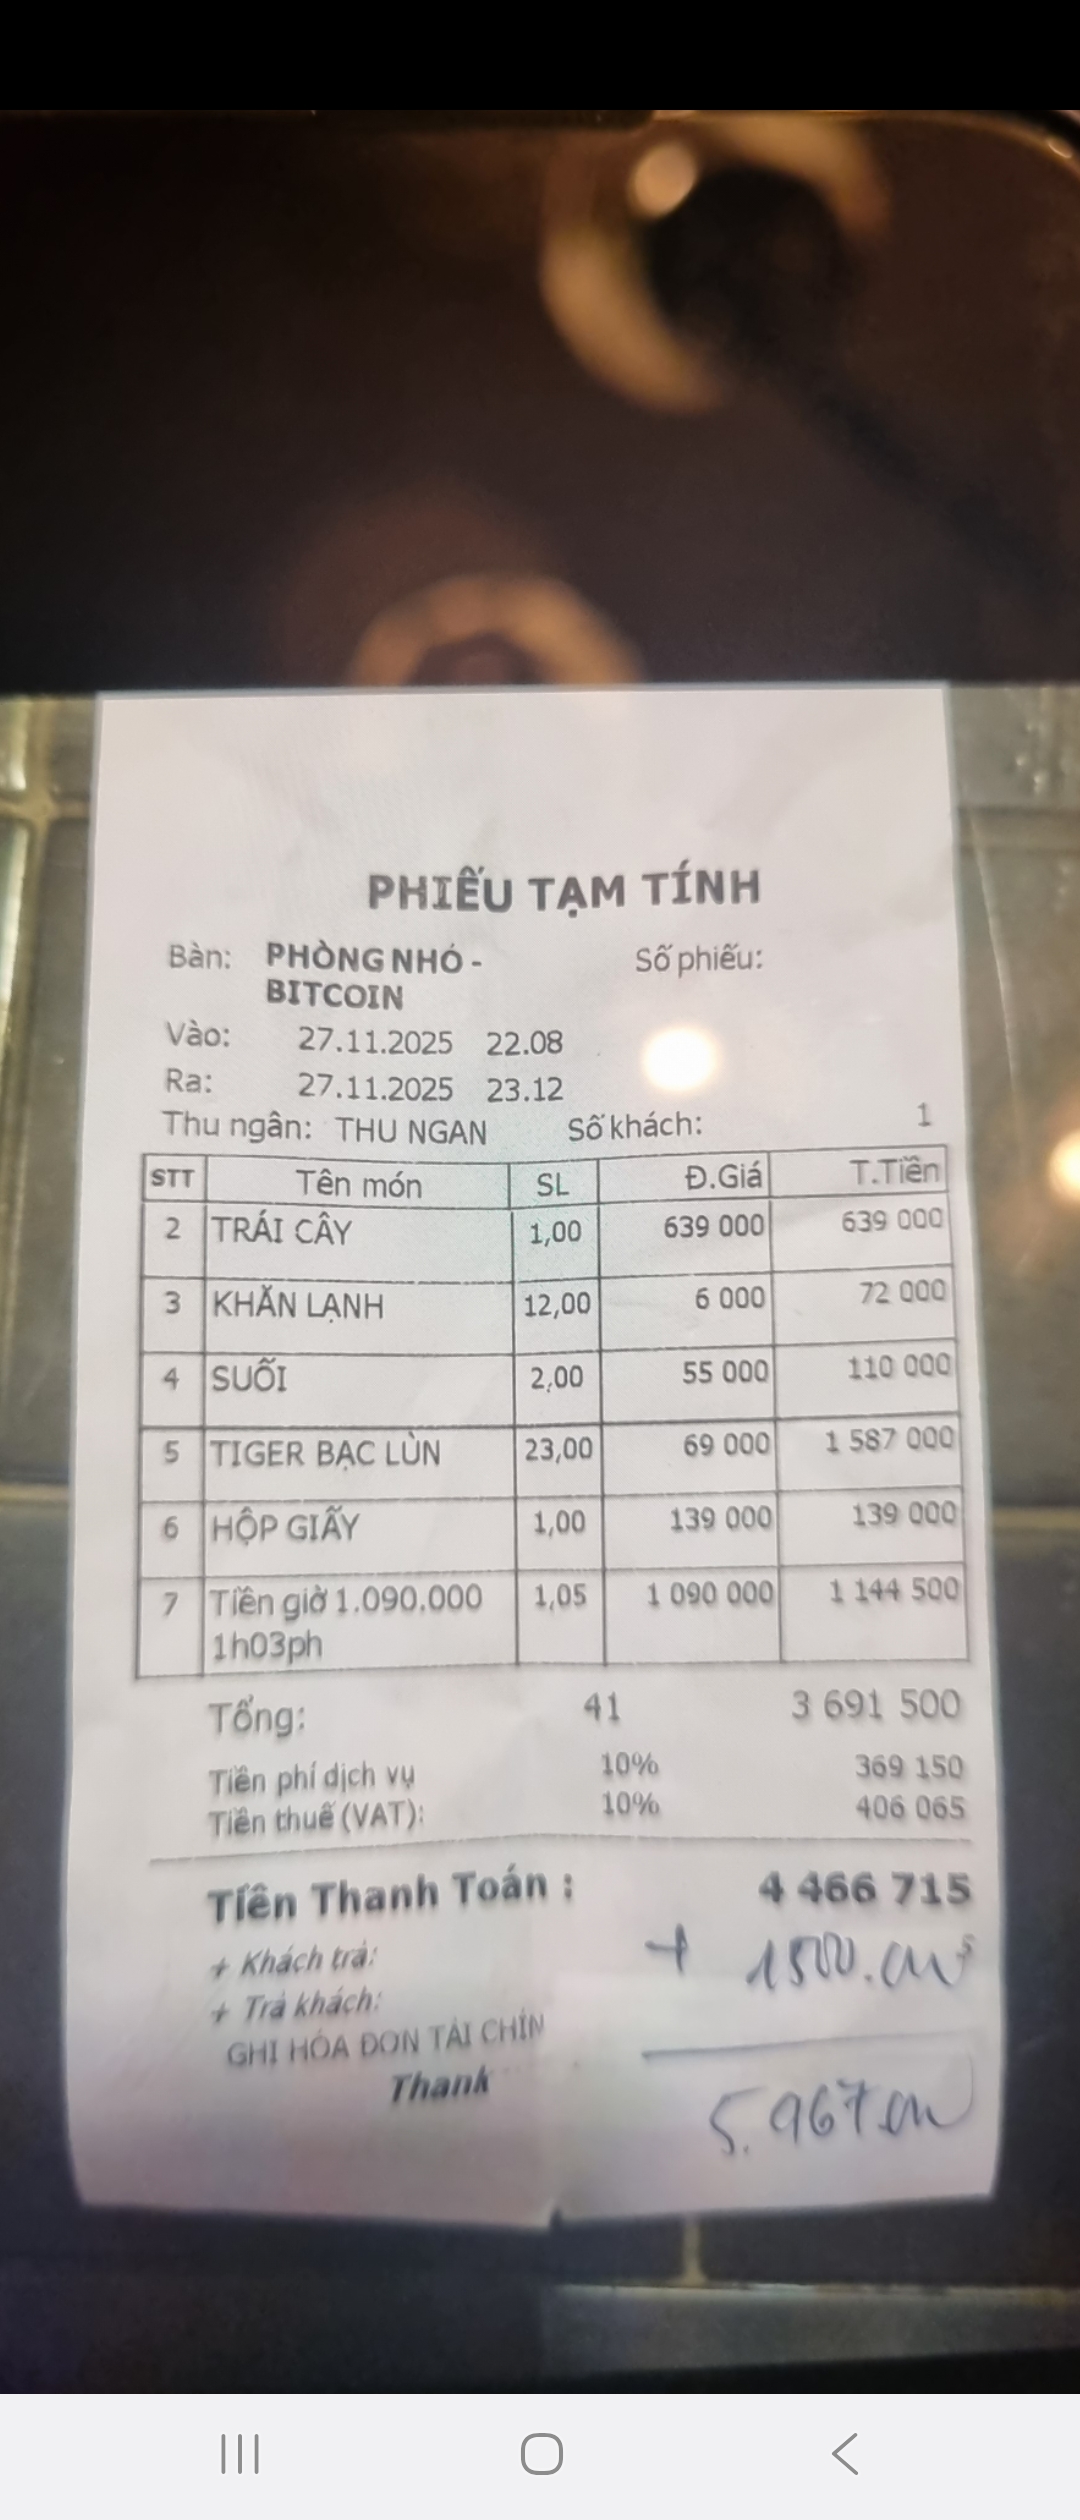 PHIẾU TẠM TÍNH
Bàn: PHÒNG NHỎ - Số phiếu:
BITCOIN
Vào: 27.11.2025 22.08
Ra: 27.11.2025 23.12
Thu ngân: THU NGAN Số khách: 1
STT Tên món SL Đ.Giá T.Tiền
2 TRÁI CÂY 1,00 639 000 639 000
3 KHĂN LẠNH 12,00 6 000 72 000
4 SUỐI 2,00 55 000 110 000
5 TIGER BẠC LÙN 23,00 69 000 1 587 000
6 HỘP GIẤY 1,00 139 000 139 000
7 Tiền giờ 1.090.000 1,05 1 090 000 1 144 500
1h03ph
Tổng: 41 3 691 500
Tiền phí dịch vụ 10% 369 150
Tiền thuế (VAT): 10% 406 065
Tiền Thanh Toán : 4 466 715
+ Khách trả:
+ 1500.
+ Trả khách:
GHI HÓA ĐƠN TÀI CHÍN
Thank
5.967